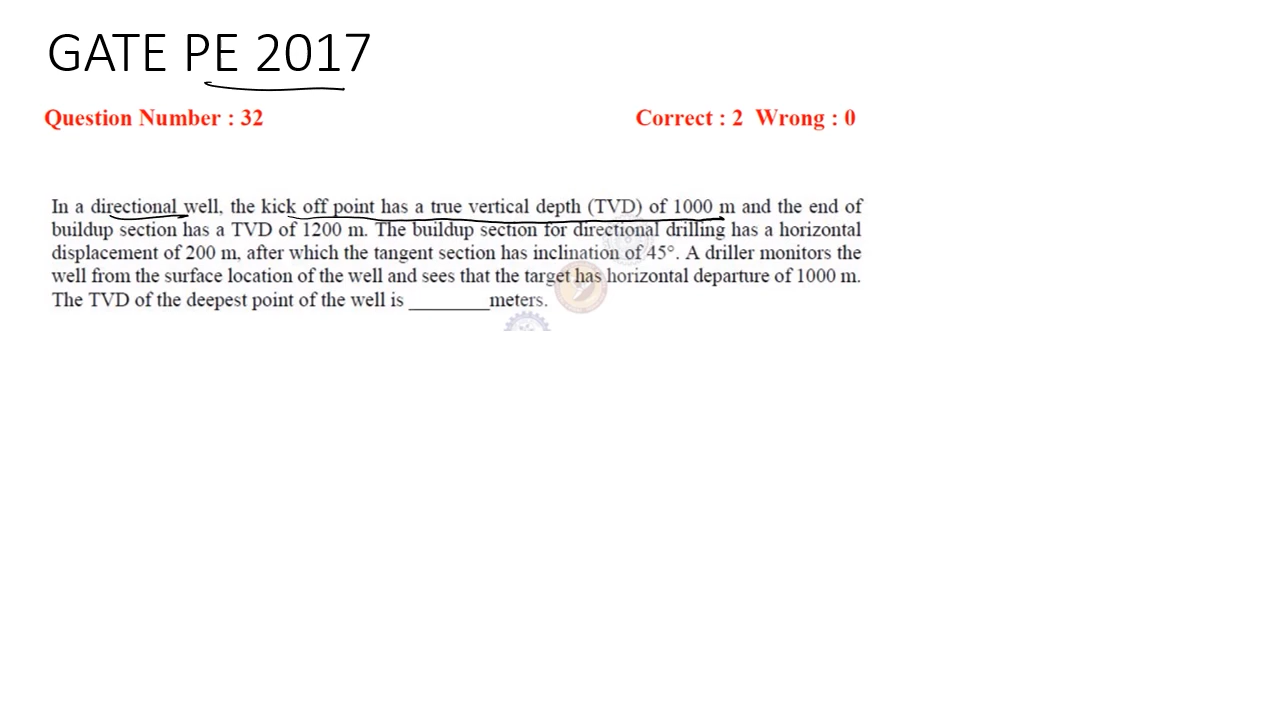 GATE PE 2017
Question Number : 32 Correct : 2 Wrong : 0
In a directional well, the kick off point has a true vertical depth (TVD) of 1000 m and the end of
buildup section has a TVD of 1200 m. The buildup section for directional drilling has a horizontal
displacement of 200 m, after which the tangent section has inclination of 45°. A driller monitors the
well from the surface location of the well and sees that the target has horizontal departure of 1000 m.
The TVD of the deepest point of the well is ________meters.